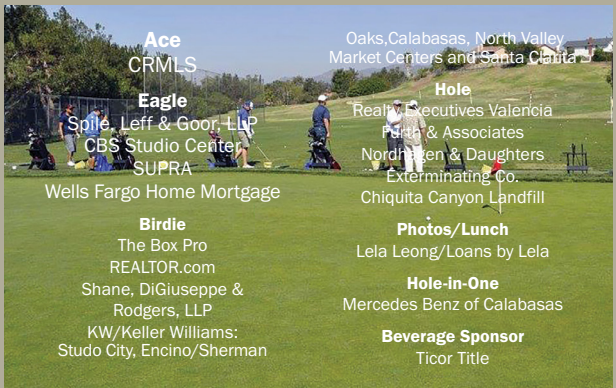 Ace
CRMLS
Eagle
Spile, Leff & Goor, LLP
CBS Studio Center
SUPRA
Wells Fargo Home Mortgage
Birdie
The Box Pro
REALTOR.com
Shane, DiGiuseppe &
Rodgers, LLP
KW/Keller Williams:
Studo City, Encino/Sherman
Oaks,Calabasas, North Valley
Market Centers and Santa Clarita
Hole
Realty Executives Valencia
Furth & Associates
Nordhagen & Daughters
Exterminating Co.
Chiquita Canyon Landfill
Photos/Lunch
Lela Leong/Loans by Lela
Hole-in-One
Mercedes Benz of Calabasas
Beverage Sponsor
Ticor Title